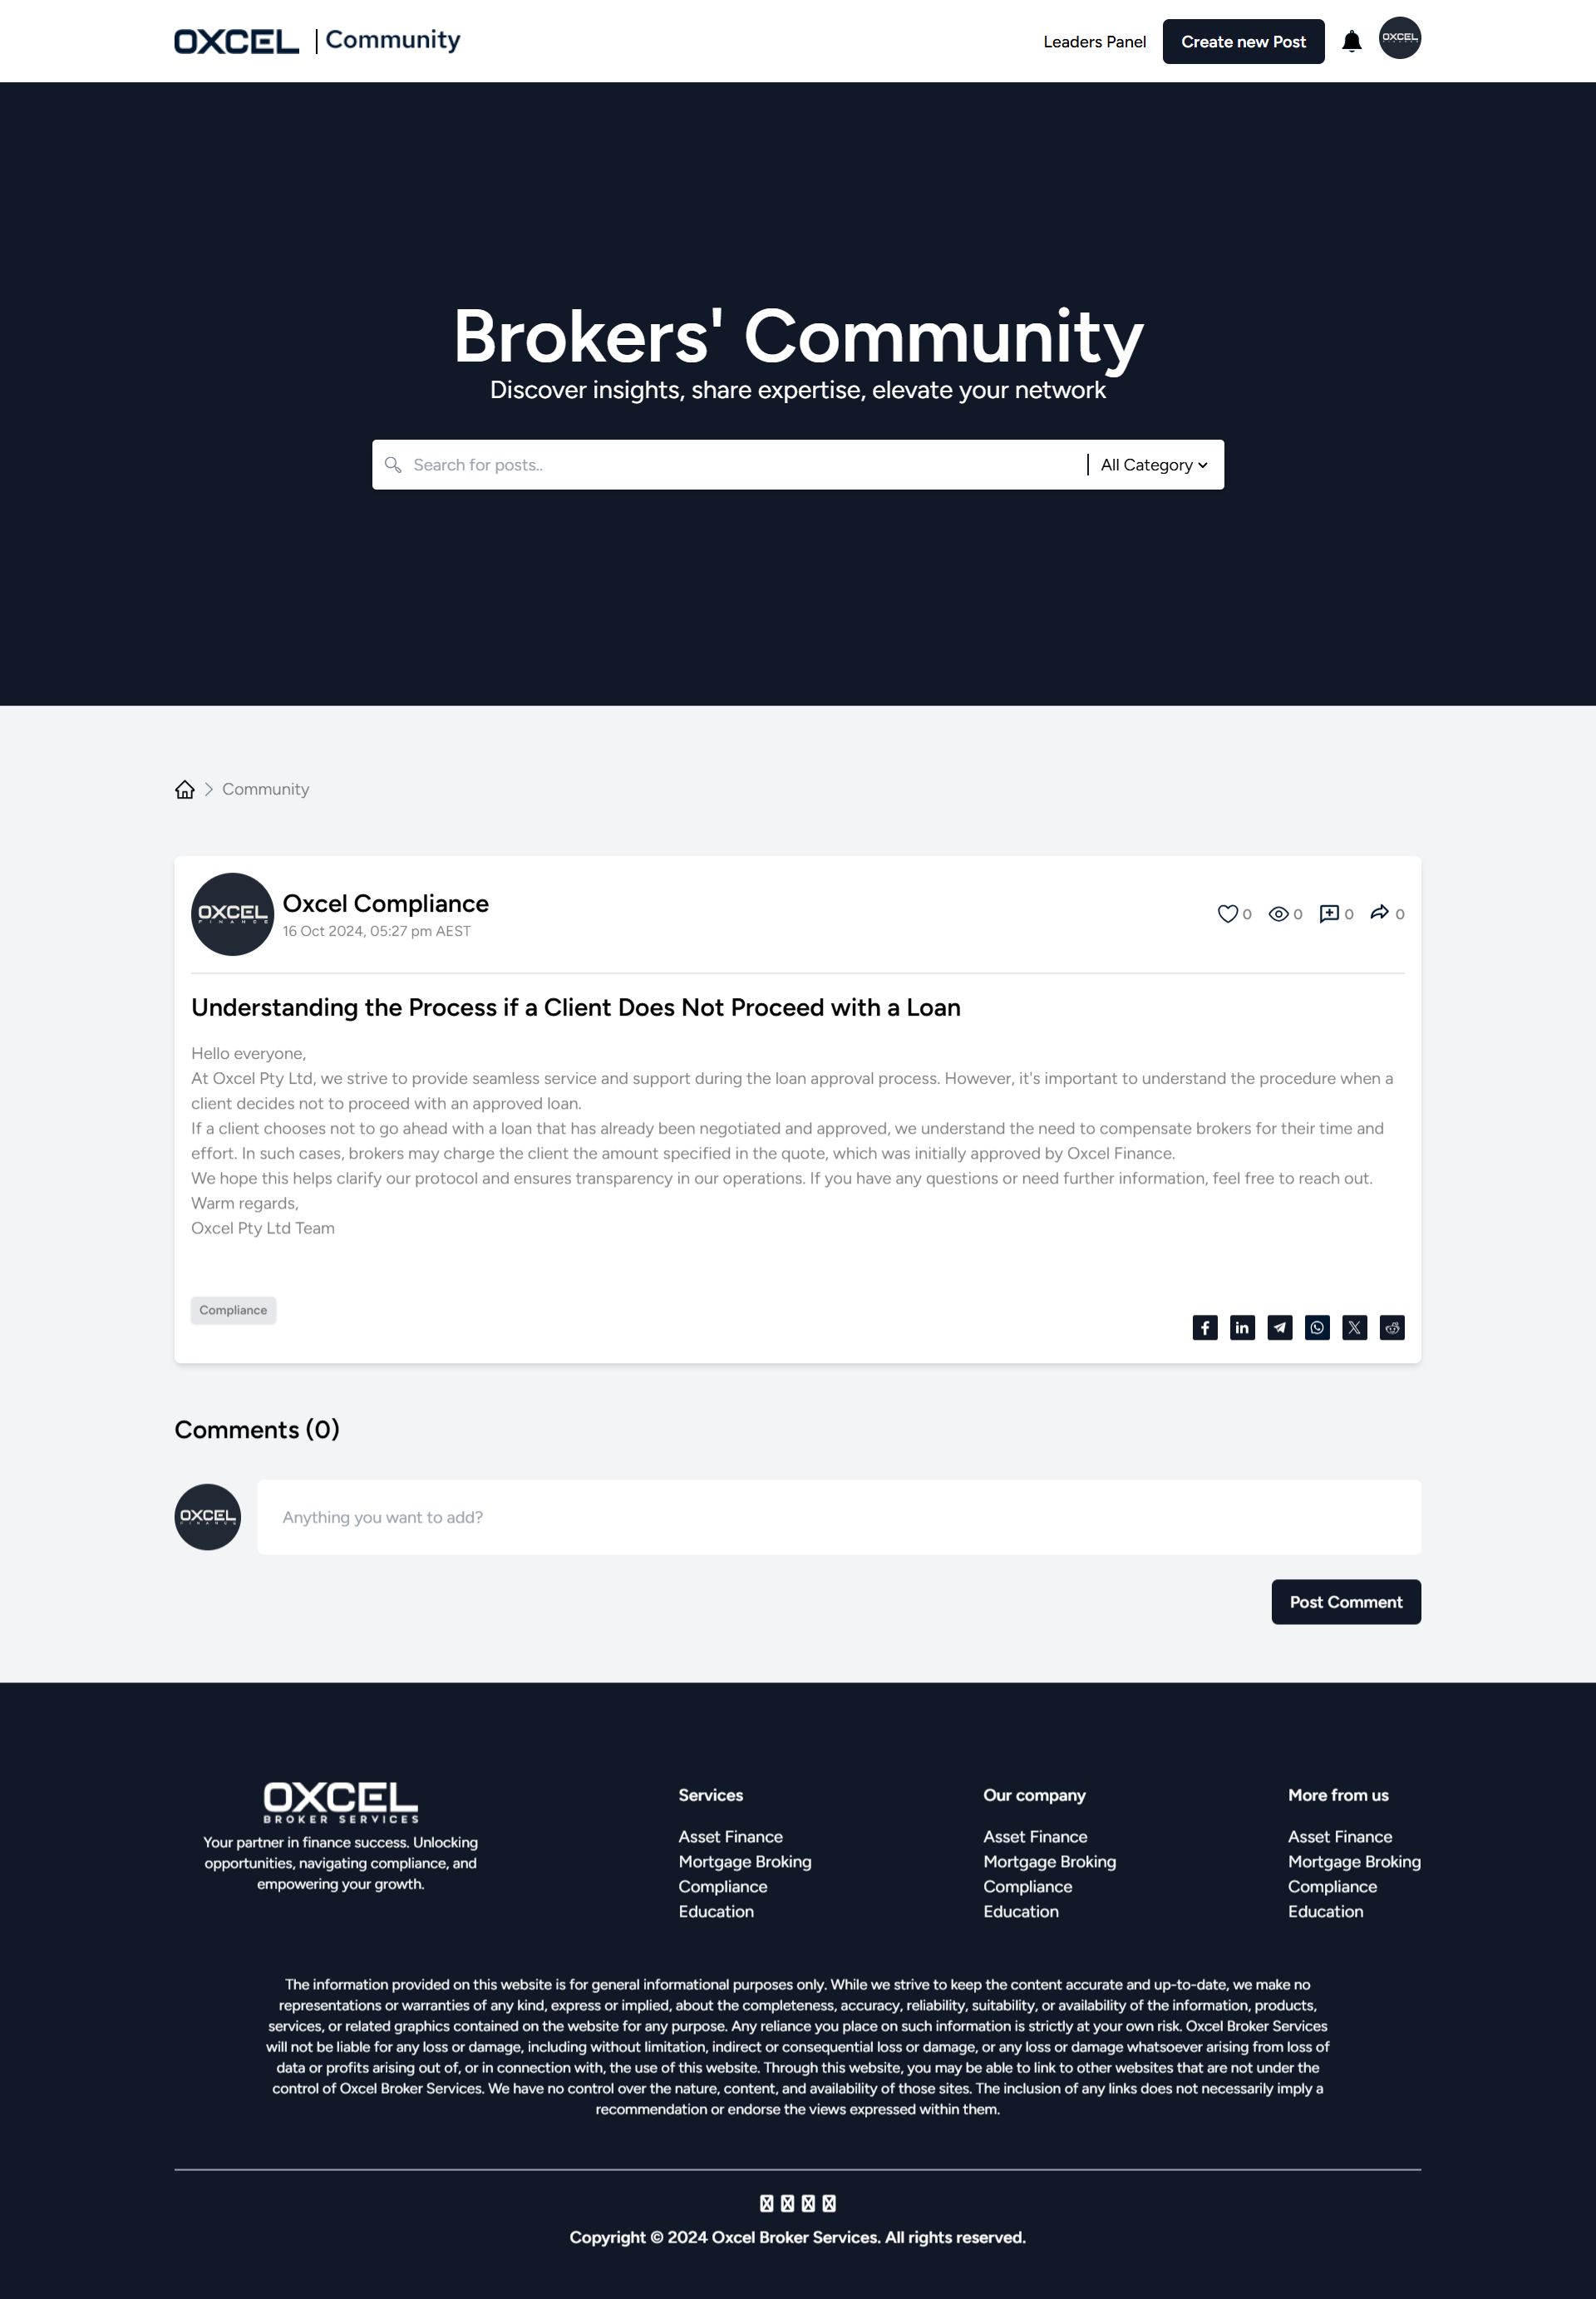 OXCEL | Community
Leaders Panel
Create new Post
OXCEL
Brokers' Community
Discover insights, share expertise, elevate your network
Search for posts..
All Category
Community
OXCEL
FINANCE
Oxcel Compliance
16 Oct 2024, 05:27 pm AEST
0 0 0 0
Understanding the Process if a Client Does Not Proceed with a Loan
Hello everyone,
At Oxcel Pty Ltd, we strive to provide seamless service and support during the loan approval process. However, it's important to understand the procedure when a
client decides not to proceed with an approved loan.
If a client chooses not to go ahead with a loan that has already been negotiated and approved, we understand the need to compensate brokers for their time and
effort. In such cases, brokers may charge the client the amount specified in the quote, which was initially approved by Oxcel Finance.
We hope this helps clarify our protocol and ensures transparency in our operations. If you have any questions or need further information, feel free to reach out.
Warm regards,
Oxcel Pty Ltd Team
Compliance
Comments (0)
OXCEL
FINANCE
Anything you want to add?
Post Comment
OXCEL
BROKER SERVICES
Your partner in finance success. Unlocking
opportunities, navigating compliance, and
empowering your growth.
Services
Asset Finance
Mortgage Broking
Compliance
Education
Our company
Asset Finance
Mortgage Broking
Compliance
Education
More from us
Asset Finance
Mortgage Broking
Compliance
Education
The information provided on this website is for general informational purposes only. While we strive to keep the content accurate and up-to-date, we make no
representations or warranties of any kind, express or implied, about the completeness, accuracy, reliability, suitability, or availability of the information, products,
services, or related graphics contained on the website for any purpose. Any reliance you place on such information is strictly at your own risk. Oxcel Broker Services
will not be liable for any loss or damage, including without limitation, indirect or consequential loss or damage, or any loss or damage whatsoever arising from loss of
data or profits arising out of, or in connection with, the use of this website. Through this website, you may be able to link to other websites that are not under the
control of Oxcel Broker Services. We have no control over the nature, content, and availability of those sites. The inclusion of any links does not necessarily imply a
recommendation or endorse the views expressed within them.
Copyright © 2024 Oxcel Broker Services. All rights reserved.